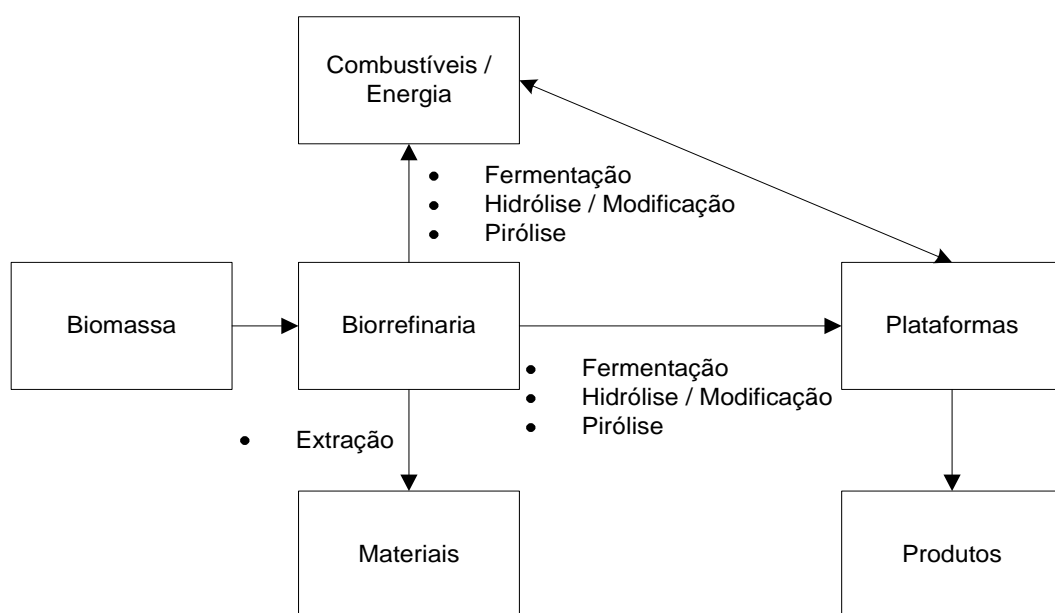 Combustíveis /
Energia
• Fermentação
• Hidrólise / Modificação
• Pirólise
Biomassa
Biorrefinaria
Plataformas
• Fermentação
• Hidrólise / Modificação
• Pirólise
• Extração
Materiais
Produtos